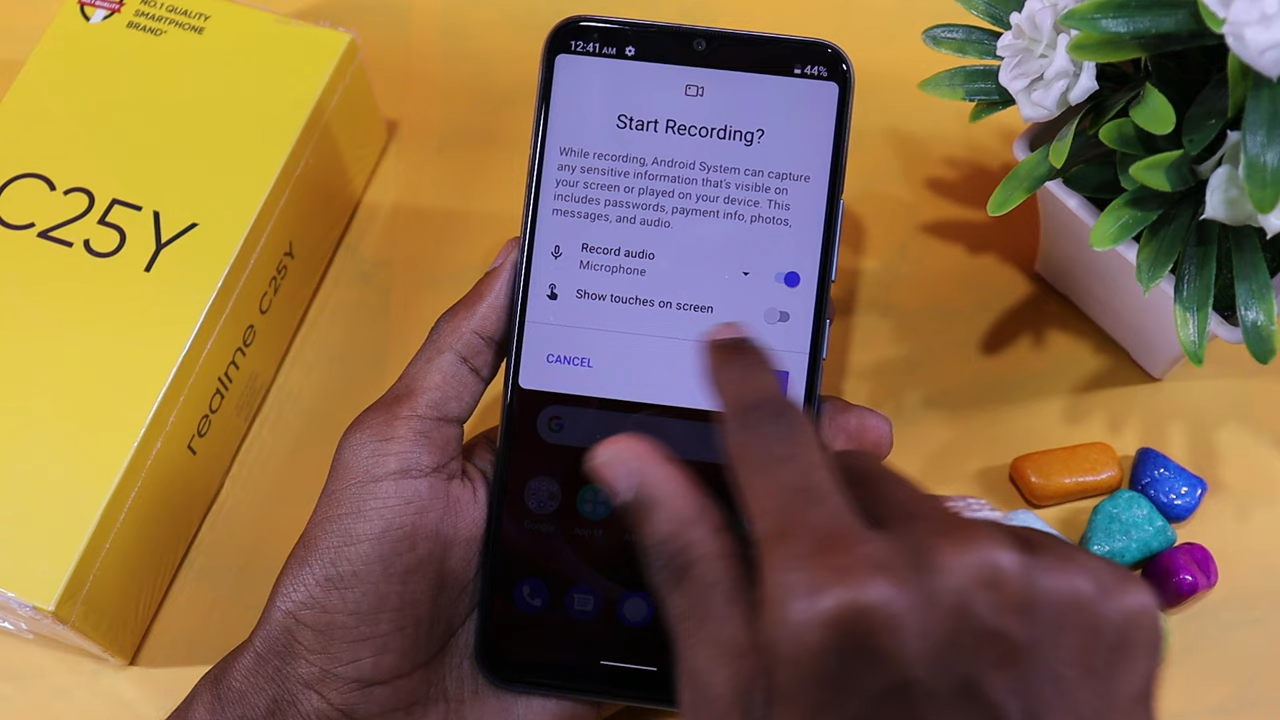 NO.1 QUALITY
SMARTPHONE
BRAND*
C25Y
realme C25Y
12:41 AM
44%
Start Recording?
While recording, Android System can capture
any sensitive information that's visible on
your screen or played on your device. This
includes passwords, payment info, photos,
messages, and audio.
Record audio
Microphone
Show touches on screen
CANCEL
G
Google
App M